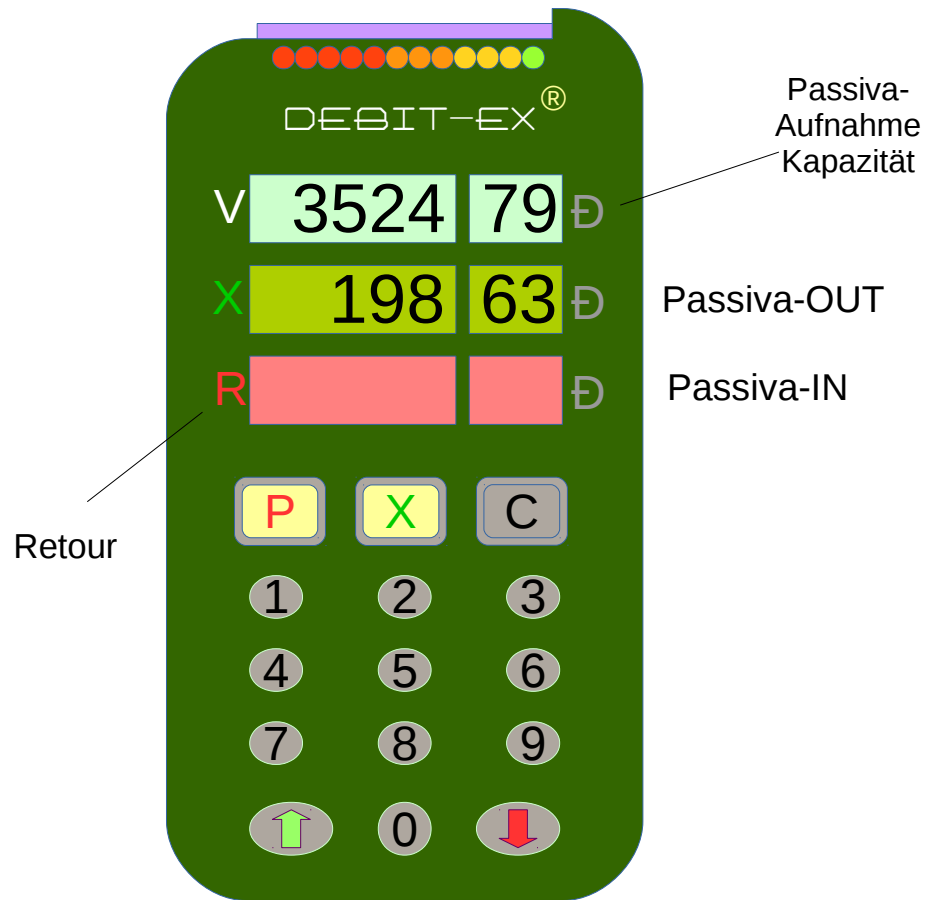 DEBIT-EX®
Passiva-
Aufnahme
Kapazität
V 3524 79 Đ
X 198 63 Đ
Passiva-OUT
R Đ
Passiva-IN
Retour
P X C
1 2 3
4 5 6
7 8 9
0